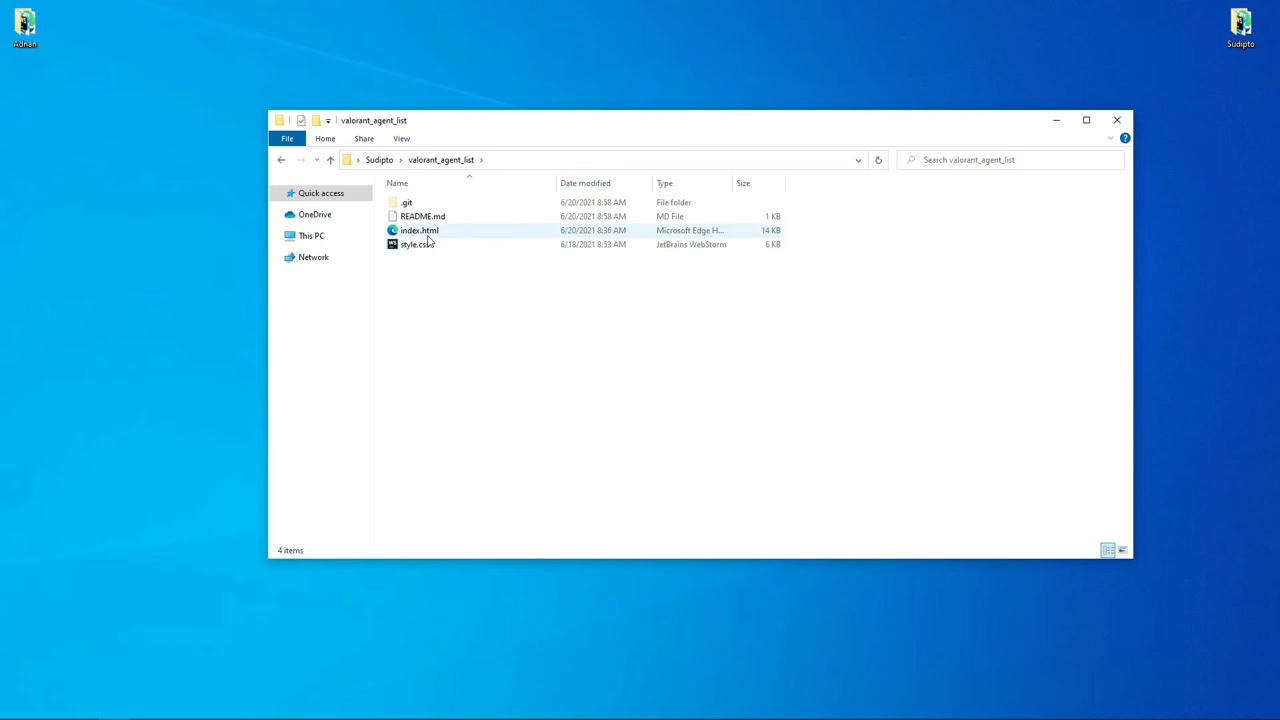 Adnan
Sudipto
valorant_agent_list
File Home Share View
Sudipto valorant_agent_list
Search valorant_agent_list
Quick access
OneDrive
This PC
Network
Name Date modified Type Size
.git 6/20/2021 8:58 AM File folder
README.md 6/20/2021 8:58 AM MD File 1 KB
index.html 6/20/2021 8:36 AM Microsoft Edge H... 14 KB
style.css 6/18/2021 8:53 AM JetBrains WebStorm 6 KB
4 items